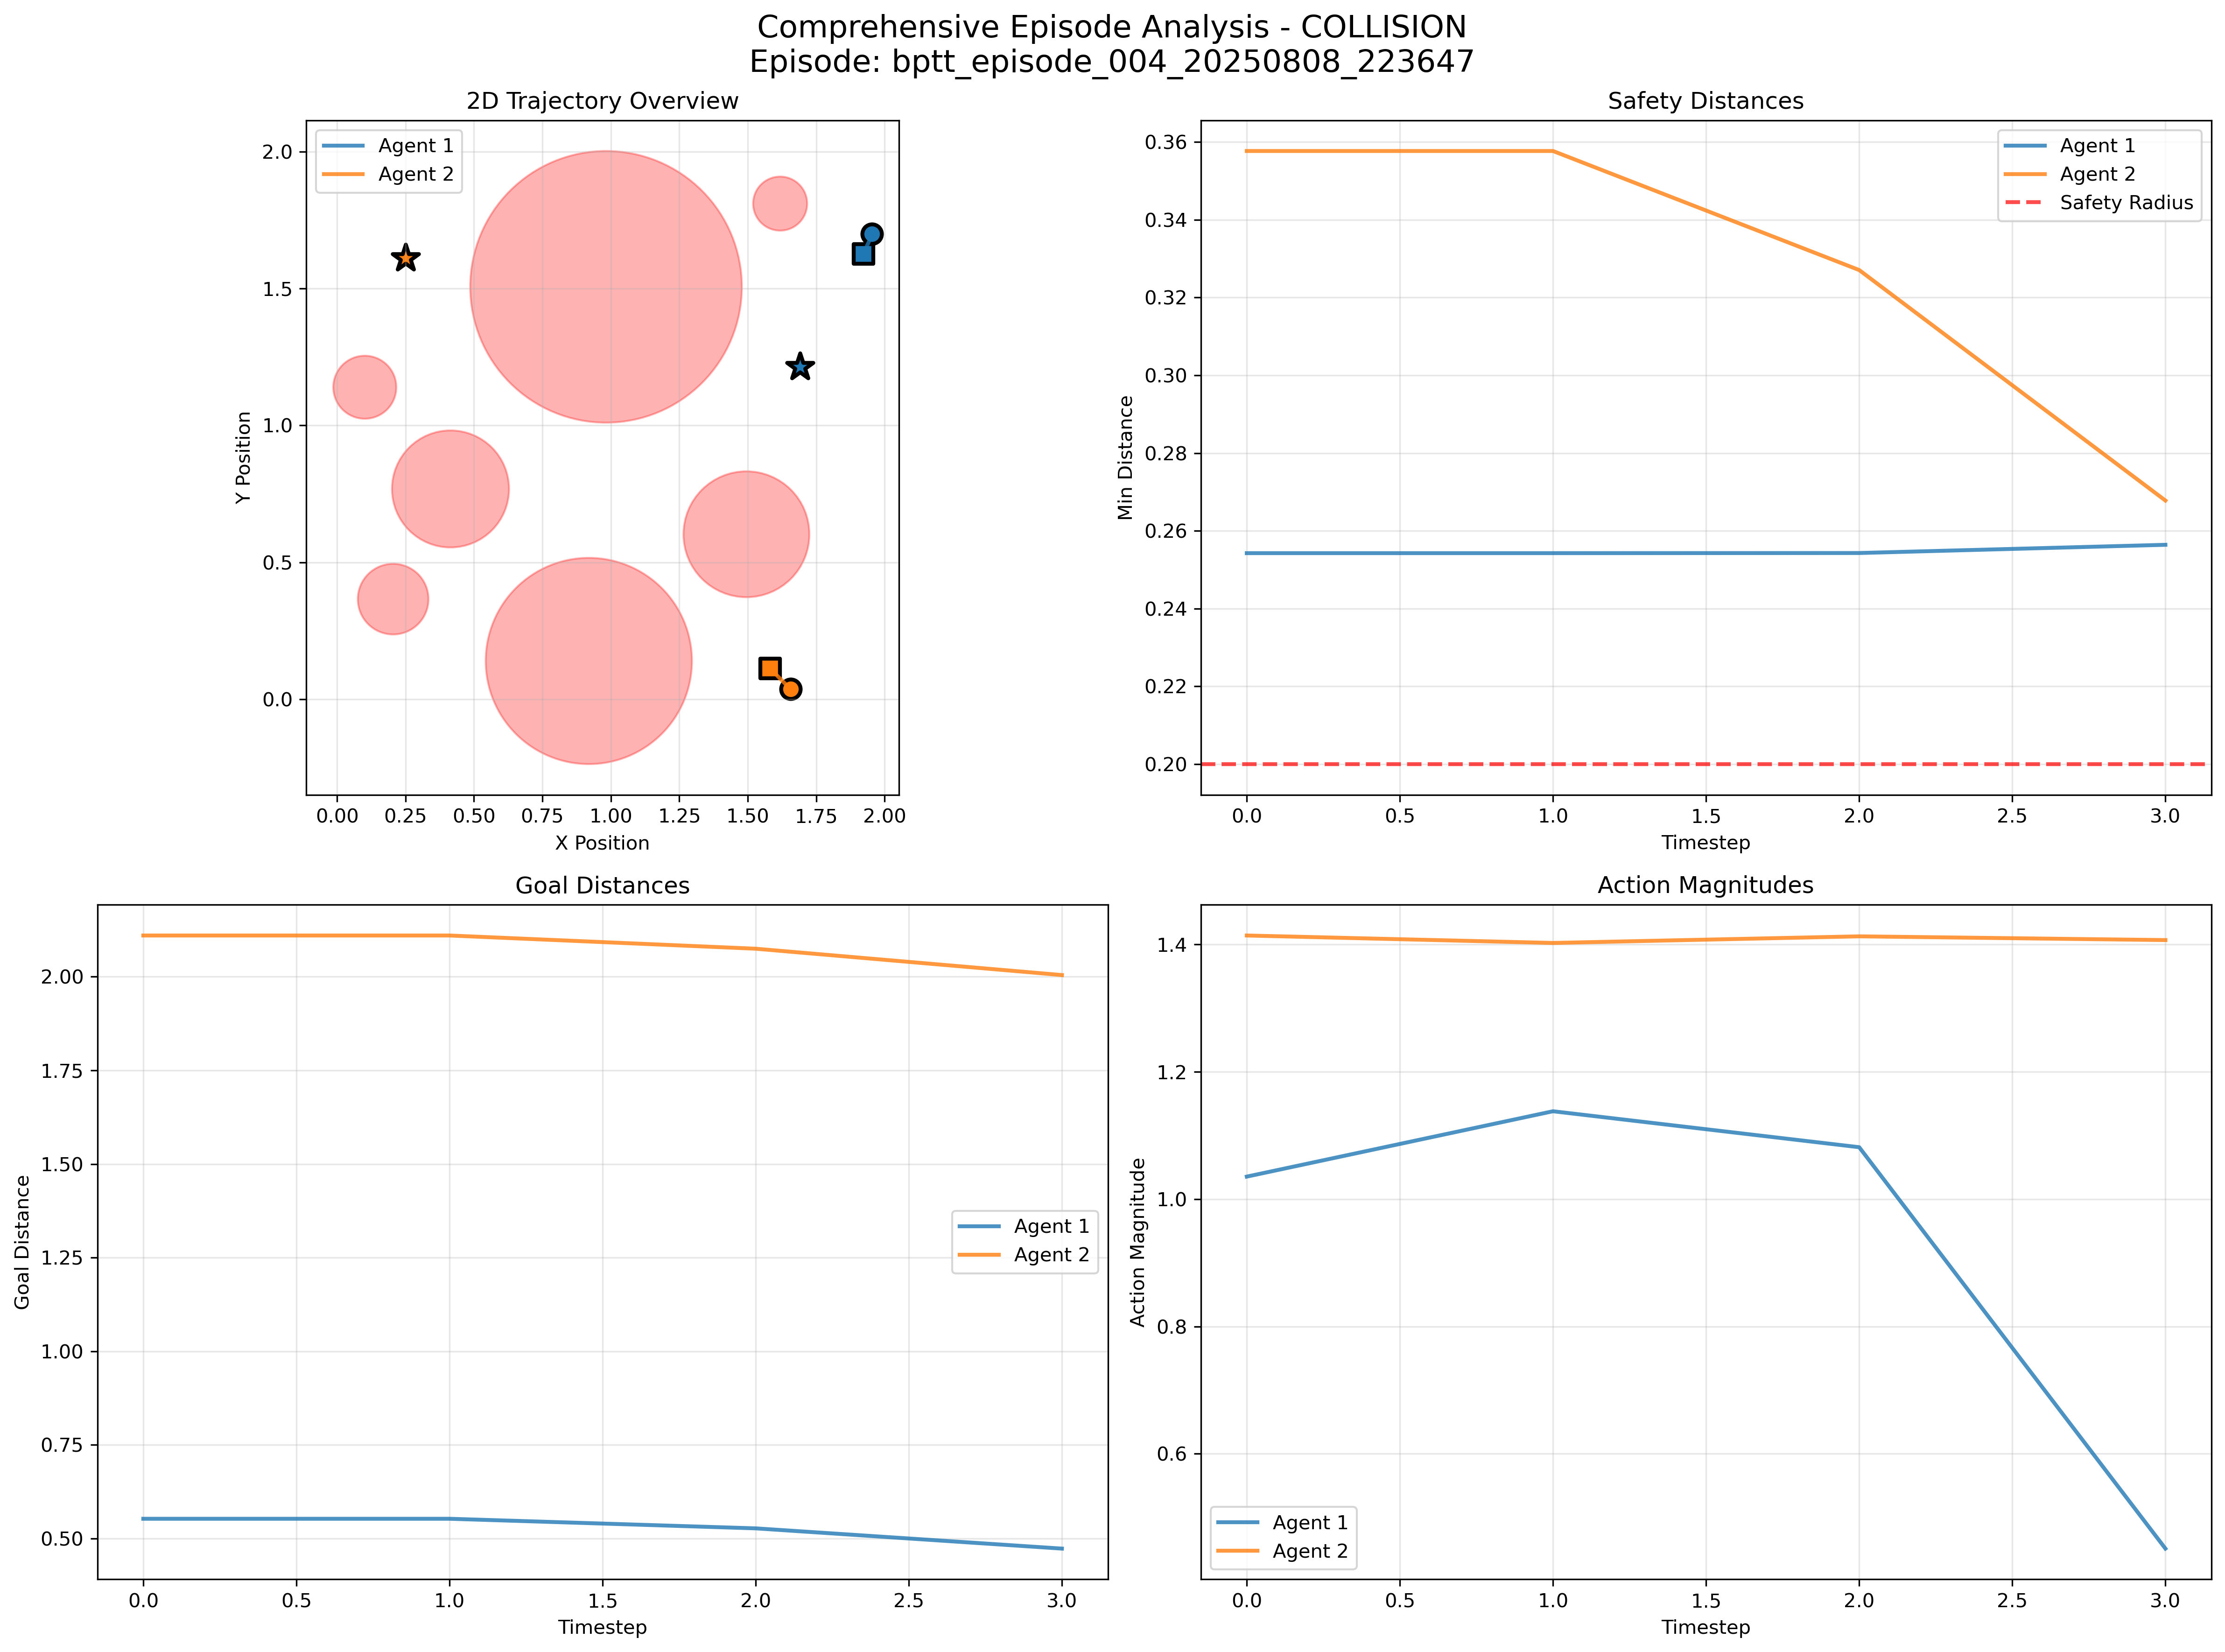 Comprehensive Episode Analysis - COLLISION
Episode: bptt_episode_004_20250808_223647
2D Trajectory Overview
Agent 1
Agent 2
2.0
1.5
1.0
0.5
0.0
Y Position
0.00 0.25 0.50 0.75 1.00 1.25 1.50 1.75 2.00
X Position
Safety Distances
Agent 1
Agent 2
Safety Radius
0.36
0.34
0.32
0.30
0.28
0.26
0.24
0.22
0.20
Min Distance
0.0 0.5 1.0 1.5 2.0 2.5 3.0
Timestep
Goal Distances
2.00
1.75
1.50
1.25
1.00
0.75
0.50
Goal Distance
Agent 1
Agent 2
0.0 0.5 1.0 1.5 2.0 2.5 3.0
Timestep
Action Magnitudes
1.4
1.2
1.0
0.8
0.6
Action Magnitude
Agent 1
Agent 2
0.0 0.5 1.0 1.5 2.0 2.5 3.0
Timestep